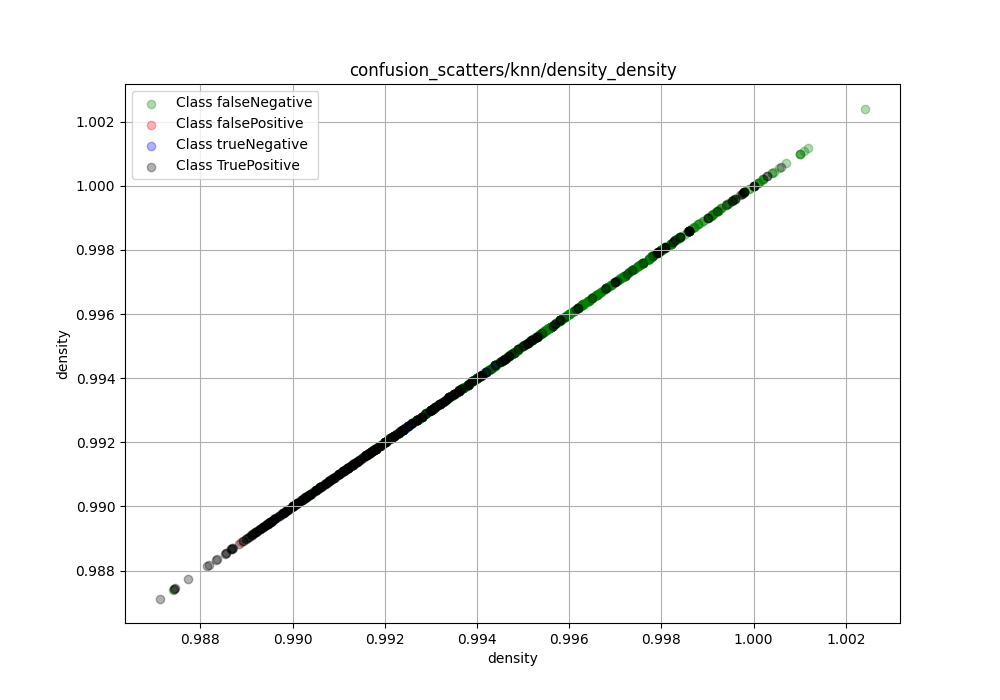 confusion_scatters/knn/density_density
Class falseNegative
Class falsePositive
Class trueNegative
Class TruePositive
density
1.002
1.000
0.998
0.996
0.994
0.992
0.990
0.988
0.988 0.990 0.992 0.994 0.996 0.998 1.000 1.002
density